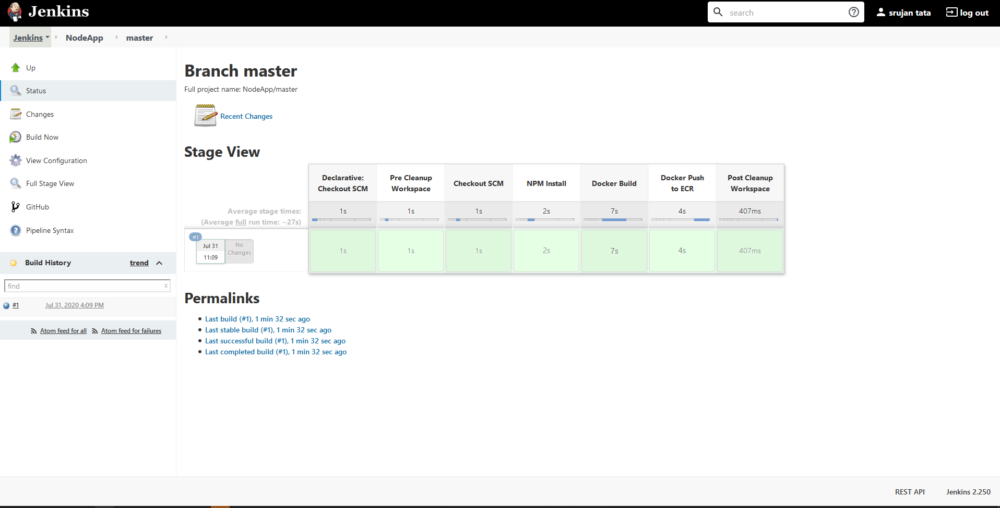 Jenkins
search
srujan tata
log out
Jenkins
NodeApp
master
Up
Status
Changes
Build Now
View Configuration
Full Stage View
GitHub
Pipeline Syntax
Build History
trend
find
x
#1
Jul 31, 2020 4:09 PM
Atom feed for all
Atom feed for failures
Branch master
Full project name: NodeApp/master
Recent Changes
Stage View
Declarative:
Checkout SCM
Pre Cleanup
Workspace
Checkout SCM
NPM Install
Docker Build
Docker Push
to ECR
Post Cleanup
Workspace
Average stage times:
(Average full run time: ~27s)
1s
1s
1s
2s
7s
4s
407ms
#1
Jul 31
11:09
No
Changes
1s
1s
1s
2s
7s
4s
407ms
Permalinks
Last build (#1), 1 min 32 sec ago
Last stable build (#1), 1 min 32 sec ago
Last successful build (#1), 1 min 32 sec ago
Last completed build (#1), 1 min 32 sec ago
REST API
Jenkins 2.250